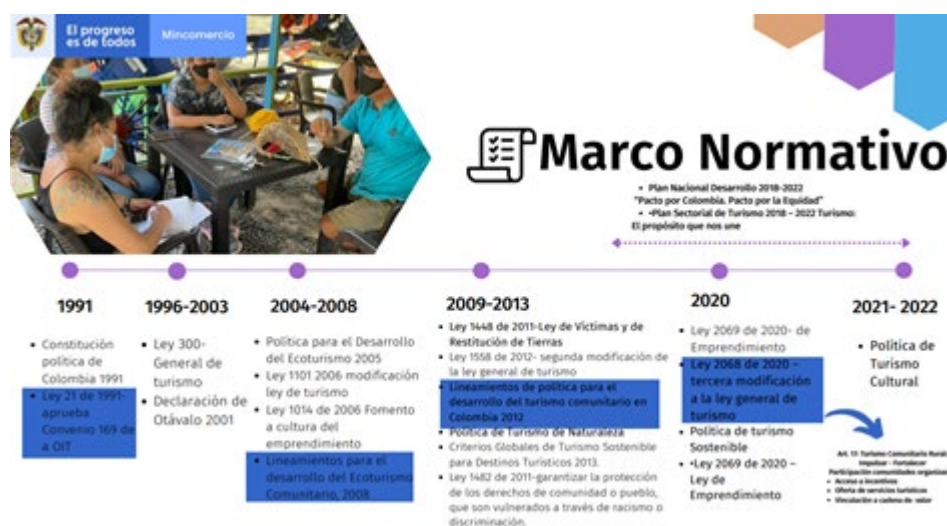 El progreso
es de todos
Mincomercio
Marco Normativo
• Plan Nacional Desarrollo 2018-2022
"Pacto por Colombia. Pacto por la Equidad"
• •Plan Sectorial de Turismo 2018 – 2022 Turismo:
El propósito que nos une
1991
• Constitución
política de
Colombia 1991
• Ley 21 de 1991-
aprueba
Convenio 169 de
a OIT
1996-2003
• Ley 300-
General de
turismo
• Declaración de
Otávalo 2001
2004-2008
• Política para el Desarrollo
del Ecoturismo 2005
• Ley 1101 2006 modificación
ley de turismo
• Ley 1014 de 2006 Fomento
a cultura del
emprendimiento
• Lineamientos para el
desarrollo del Ecoturismo
Comunitario, 2008
2009-2013
• Ley 1448 de 2011-Ley de Víctimas y de
Restitución de Tierras
• Ley 1558 de 2012- segunda modificación de
la ley general de turismo
• Lineamientos de política para el
desarrollo del turismo comunitario en
Colombia 2012
• Política de Turismo de Naturaleza
• Criterios Globales de Turismo Sostenible
para Destinos Turísticos 2013.
• Ley 1482 de 2011-garantizar la protección
de los derechos de comunidad o pueblo,
que son vulnerados a través de racismo o
discriminación.
2020
• Ley 2069 de 2020- de
Emprendimiento
• Ley 2068 de 2020 –
tercera modificación
a la ley general de
turismo
• Política de turismo
Sostenible
• •Ley 2069 de 2020 –
Ley de
Emprendimiento
2021- 2022
• Política de
Turismo
Cultural
Art. 17: Turismo Comunitario Rural
Impulsar - Fortalecer
Participación comunidades organiza
• Acceso a incentivos
• Oferta de servicios turísticos
• Vinculación a cadena de valor